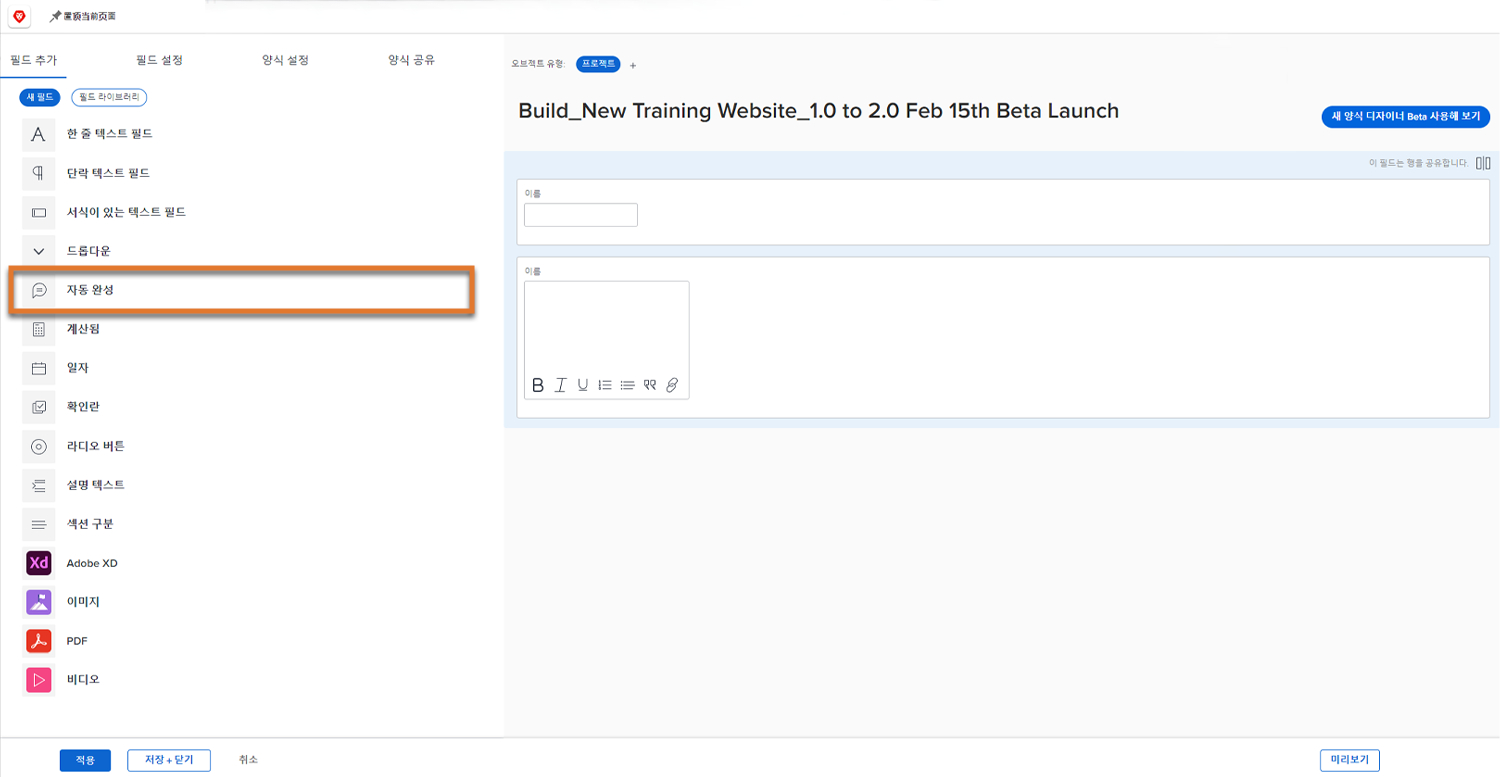 置顶当前页面
필드 추가 필드 설정 양식 설정 양식 공유
새 필드 필드 라이브러리
한 줄 텍스트 필드
단락 텍스트 필드
서식이 있는 텍스트 필드
드롭다운
자동 완성
계산됨
일자
확인란
라디오 버튼
설명 텍스트
섹션 구분
Xd Adobe XD
이미지
PDF
비디오
적용 저장 + 닫기 취소
오브젝트 유형: 프로젝트 +
Build_New Training Website_1.0 to 2.0 Feb 15th Beta Launch
새 양식 디자이너 Beta 사용해 보기
이 필드는 행을 공유합니다.
이름
이름
B I U
미리보기